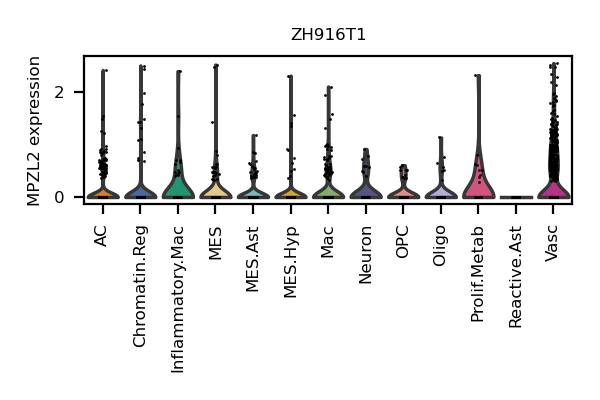 ZH916T1
MPZL2 expression
2
0
AC
Chromatin.Reg
Inflammatory.Mac
MES
MES.Ast
MES.Hyp
Mac
Neuron
OPC
Oligo
Prolif.Metab
Reactive.Ast
Vasc